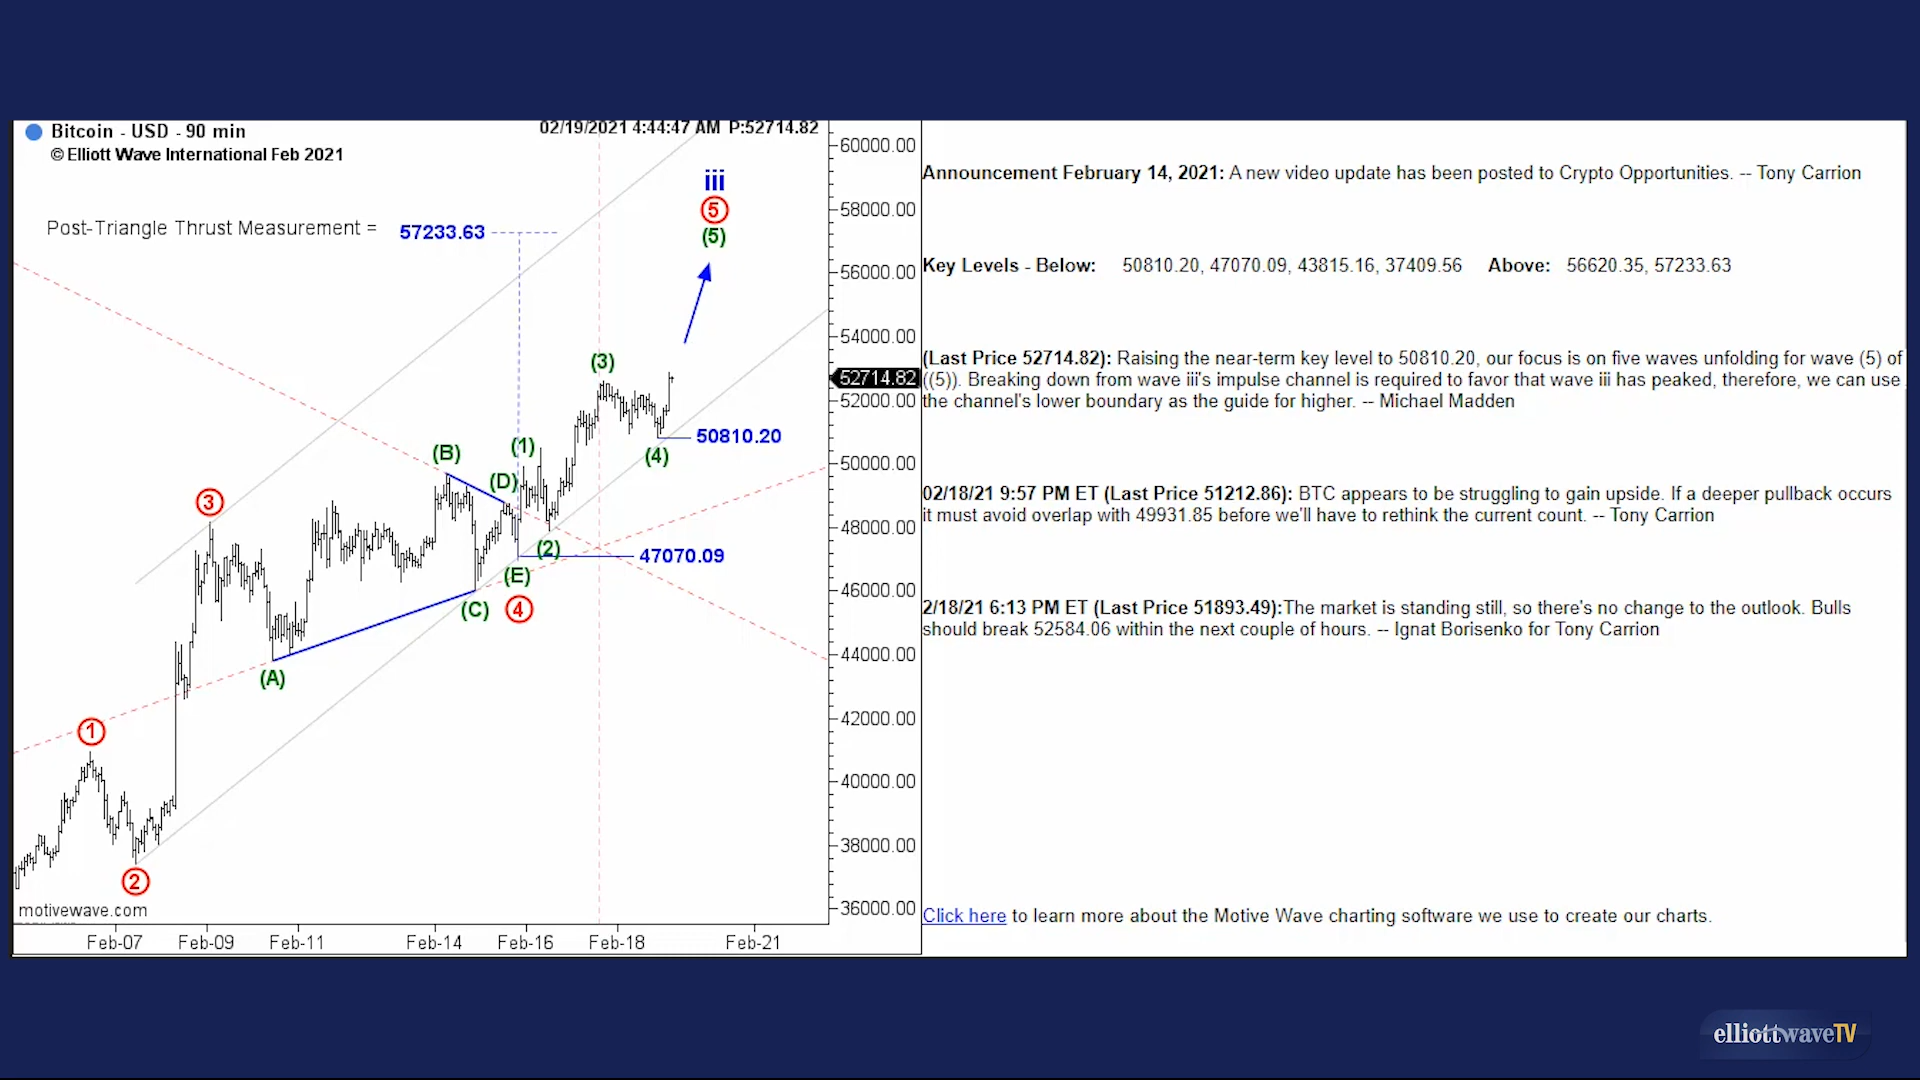 Bitcoin - USD - 90 min
02/19/2021 4:44:47 AM P:52714.82
© Elliott Wave International Feb 2021
60000.00
iii
5
58000.00
Post-Triangle Thrust Measurement = 57233.63
(5)
56000.00
54000.00
(3)
52714.82
52000.00
50810.20
(B)
(1)
(4)
50000.00
(D)
3
48000.00
(2)
47070.09
(E)
46000.00
(C)
4
44000.00
(A)
42000.00
1
40000.00
38000.00
2
motivewave.com
36000.00
Feb-07 Feb-09 Feb-11 Feb-14 Feb-16 Feb-18 Feb-21
Announcement February 14, 2021: A new video update has been posted to Crypto Opportunities. -- Tony Carrion
Key Levels - Below: 50810.20, 47070.09, 43815.16, 37409.56 Above: 56620.35, 57233.63
(Last Price 52714.82): Raising the near-term key level to 50810.20, our focus is on five waves unfolding for wave (5) of
((5)). Breaking down from wave iii's impulse channel is required to favor that wave iii has peaked, therefore, we can use
the channel's lower boundary as the guide for higher. -- Michael Madden
02/18/21 9:57 PM ET (Last Price 51212.86): BTC appears to be struggling to gain upside. If a deeper pullback occurs
it must avoid overlap with 49931.85 before we'll have to rethink the current count. -- Tony Carrion
2/18/21 6:13 PM ET (Last Price 51893.49):The market is standing still, so there's no change to the outlook. Bulls
should break 52584.06 within the next couple of hours. -- Ignat Borisenko for Tony Carrion
Click here to learn more about the Motive Wave charting software we use to create our charts.
elliottwaveTV